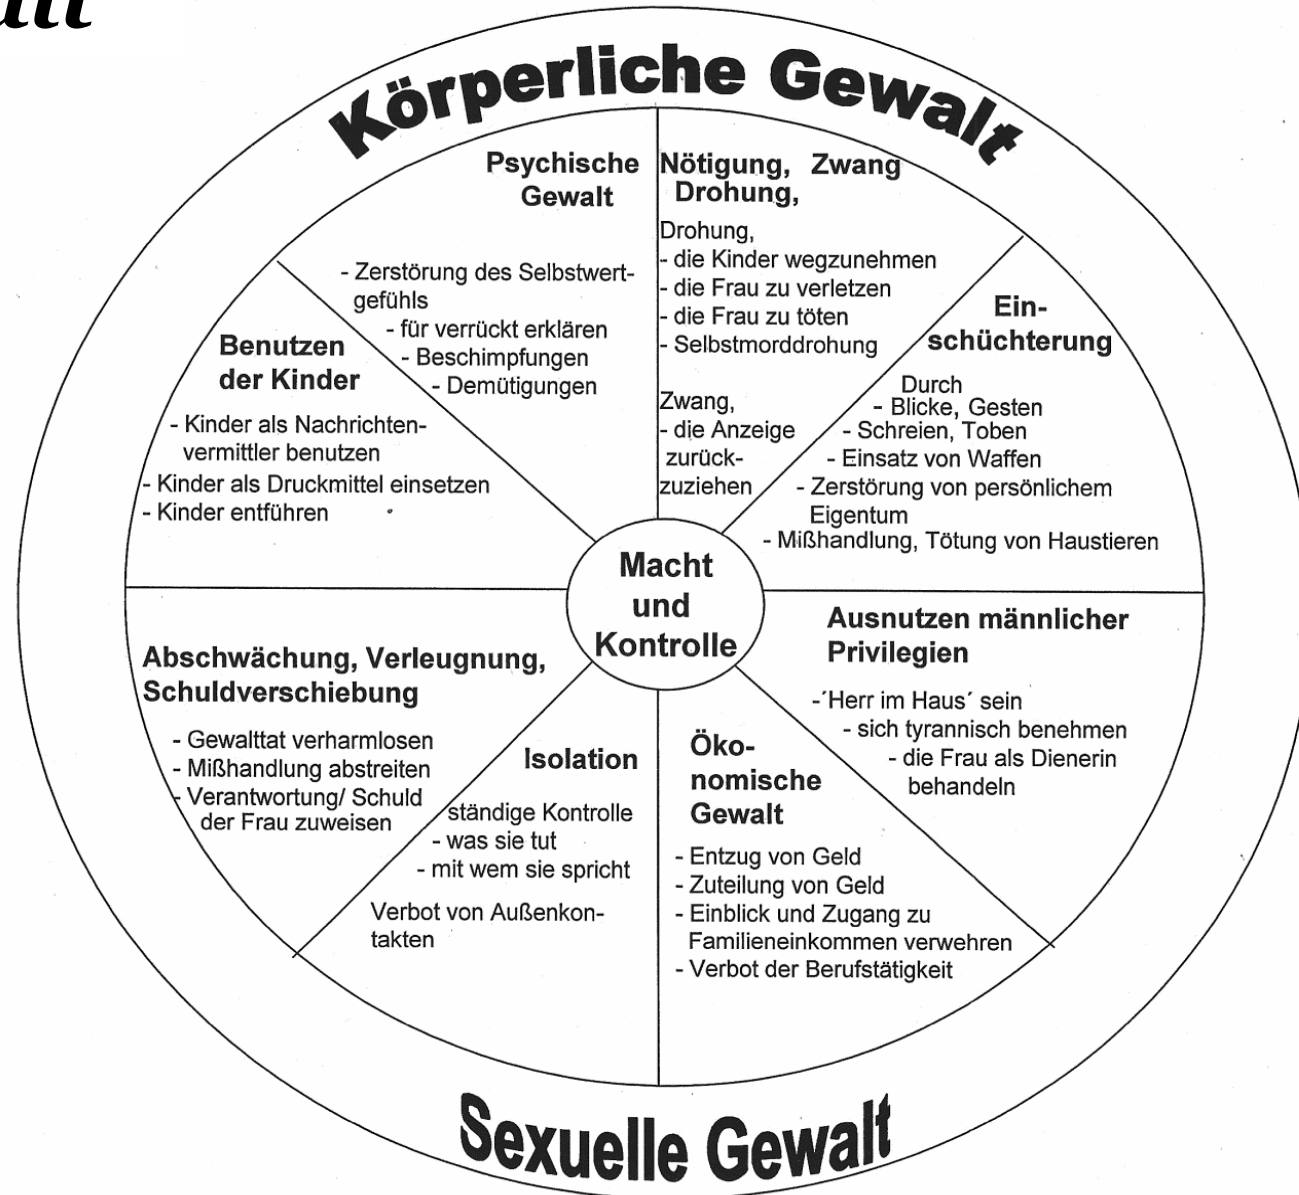 Körperliche Gewalt
Psychische
Gewalt
- Zerstörung des Selbstwert-
gefühls
- für verrückt erklären
- Beschimpfungen
- Demütigungen
Nötigung, Zwang
Drohung,
Drohung,
- die Kinder wegzunehmen
- die Frau zu verletzen
- die Frau zu töten
- Selbstmorddrohung
Zwang,
- die Anzeige
zurück-
zuziehen
Ein-
schüchterung
Durch
- Blicke, Gesten
- Schreien, Toben
- Einsatz von Waffen
- Zerstörung von persönlichem
Eigentum
- Mißhandlung, Tötung von Haustieren
Benutzen
der Kinder
- Kinder als Nachrichten-
vermittler benutzen
- Kinder als Druckmittel einsetzen
- Kinder entführen
Macht
und
Kontrolle
Ausnutzen männlicher
Privilegien
-´Herr im Haus´ sein
- sich tyrannisch benehmen
- die Frau als Dienerin
behandeln
Abschwächung, Verleugnung,
Schuldverschiebung
- Gewalttat verharmlosen
- Mißhandlung abstreiten
- Verantwortung/ Schuld
der Frau zuweisen
Isolation
ständige Kontrolle
- was sie tut
- mit wem sie spricht
Verbot von Außenkon-
takten
Öko-
nomische
Gewalt
- Entzug von Geld
- Zuteilung von Geld
- Einblick und Zugang zu
Familieneinkommen verwehren
- Verbot der Berufstätigkeit
Sexuelle Gewalt